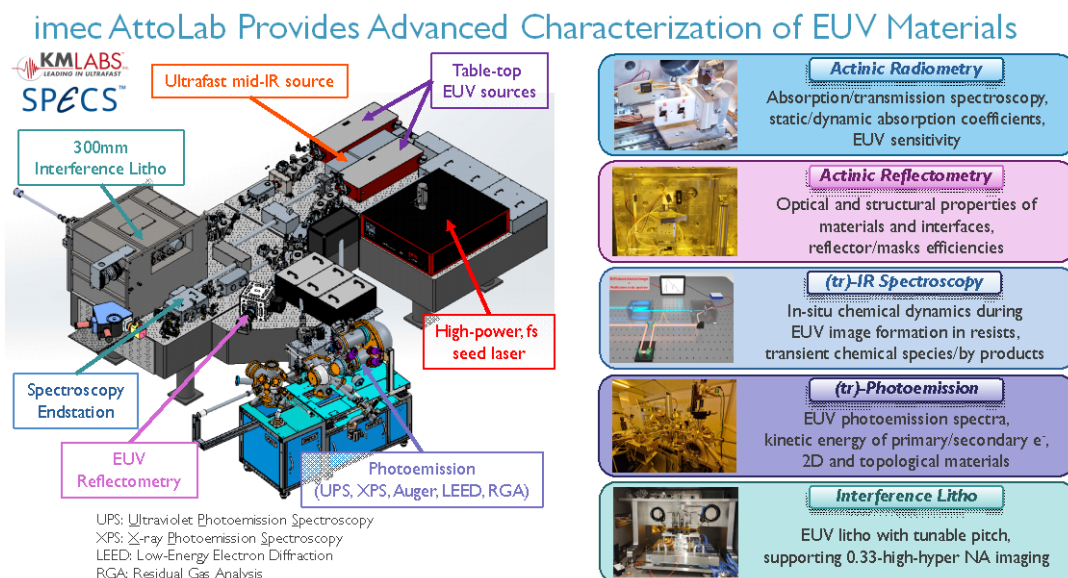 imec AttoLab Provides Advanced Characterization of EUV Materials
KMLABS
LEADING IN ULTRAFAST
SPECS™
Ultrafast mid-IR source
Table-top
EUV sources
300mm
Interference Litho
High-power, fs
seed laser
Spectroscopy
Endstation
EUV
Reflectometry
Photoemission
(UPS, XPS, Auger, LEED, RGA)
UPS: Ultraviolet Photoemission Spectroscopy
XPS: X-ray Photoemission Spectroscopy
LEED: Low-Energy Electron Diffraction
RGA: Residual Gas Analysis
Actinic Radiometry
Absorption/transmission spectroscopy,
static/dynamic absorption coefficients,
EUV sensitivity
Actinic Reflectometry
Optical and structural properties of
materials and interfaces,
reflector/masks efficiencies
(tr)-IR Spectroscopy
In-situ chemical dynamics during
EUV image formation in resists,
transient chemical species/by products
(tr)-Photoemission
EUV photoemission spectra,
kinetic energy of primary/secondary e⁻,
2D and topological materials
Interference Litho
EUV litho with tunable pitch,
supporting 0.33-high-hyper NA imaging